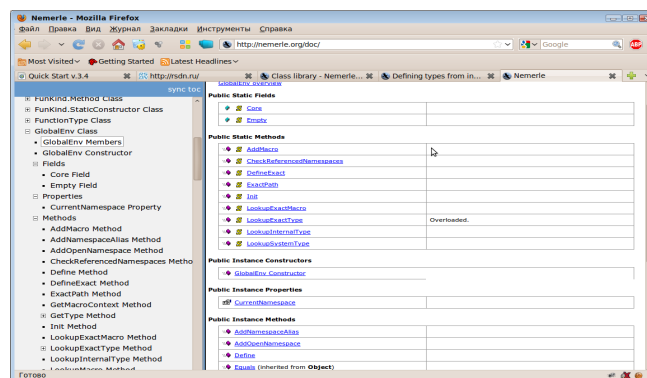 Nemerle - Mozilla Firefox
Файл Правка Вид Журнал Закладки Инструменты Справка
http://nemerle.org/doc/
Google
ABP
Most Visited Getting Started Latest Headlines
Quick Start v.3.4 http://rsdn.ru/ Class library - Nemerle... Defining types from in... Nemerle
sync toc
FunKind.Method Class
FunKind.StaticConstructor Class
FunctionType Class
GlobalEnv Class
GlobalEnv Members
GlobalEnv Constructor
Fields
Core Field
Empty Field
Properties
CurrentNamespace Property
Methods
AddMacro Method
AddNamespaceAlias Method
AddOpenNamespace Method
CheckReferencedNamespaces Metho
Define Method
DefineExact Method
ExactPath Method
GetMacroContext Method
GetType Method
Init Method
LookupExactMacro Method
LookupExactType Method
LookupInternalType Method
LookupMacro Method
GlobalEnv overview
Public Static Fields
Core
Empty
Public Static Methods
AddMacro
CheckReferencedNamespaces
DefineExact
ExactPath
Init
LookupExactMacro
LookupExactType Overloaded.
LookupInternalType
LookupSystemType
Public Instance Constructors
GlobalEnv Constructor
Public Instance Properties
CurrentNamespace
Public Instance Methods
AddNamespaceAlias
AddOpenNamespace
Define
Equals (inherited from Object)
Готово